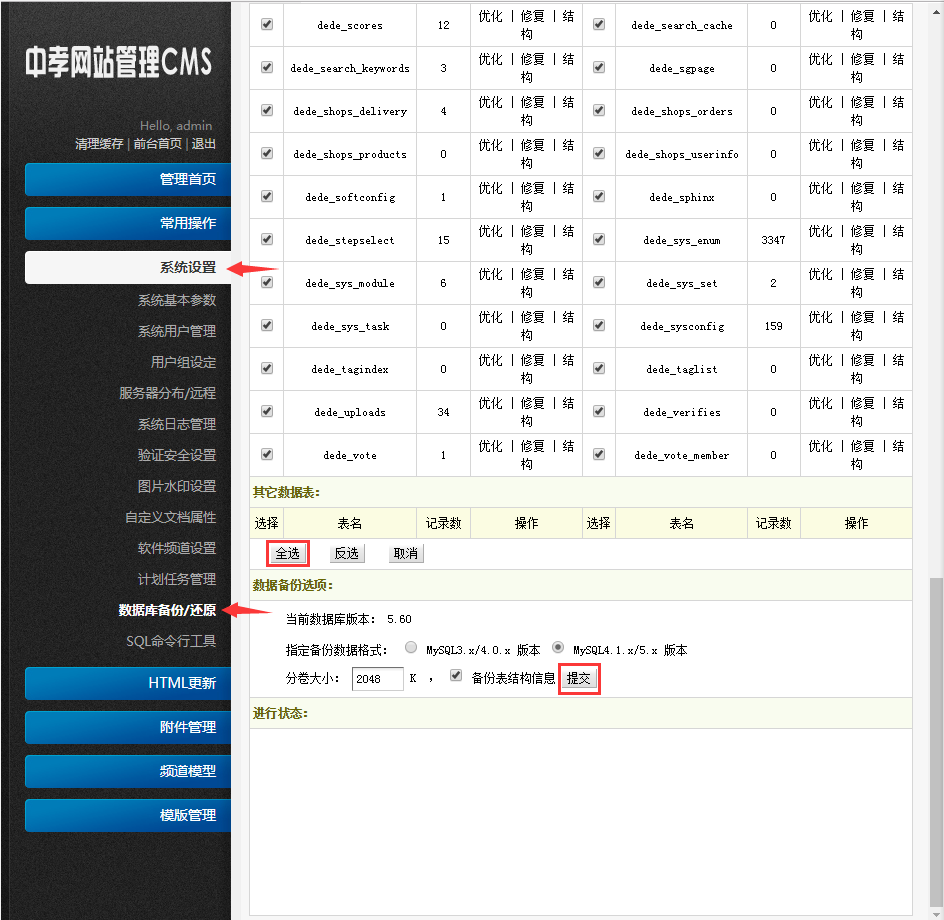 中孝网站管理CMS
Hello, admin
清理缓存 | 前台首页 | 退出
管理首页
常用操作
系统设置
系统基本参数
系统用户管理
用户组设定
服务器分布/远程
系统日志管理
验证安全设置
图片水印设置
自定义文档属性
软件频道设置
计划任务管理
数据库备份/还原
SQL命令行工具
HTML更新
附件管理
频道模型
模版管理
dede_scores 12 优化 | 修复 | 结构 dede_search_cache 0 优化 | 修复 | 结构
dede_search_keywords 3 优化 | 修复 | 结构 dede_sgpage 0 优化 | 修复 | 结构
dede_shops_delivery 4 优化 | 修复 | 结构 dede_shops_orders 0 优化 | 修复 | 结构
dede_shops_products 0 优化 | 修复 | 结构 dede_shops_userinfo 0 优化 | 修复 | 结构
dede_softconfig 1 优化 | 修复 | 结构 dede_sphinx 0 优化 | 修复 | 结构
dede_stepselect 15 优化 | 修复 | 结构 dede_sys_enum 3347 优化 | 修复 | 结构
dede_sys_module 6 优化 | 修复 | 结构 dede_sys_set 2 优化 | 修复 | 结构
dede_sys_task 0 优化 | 修复 | 结构 dede_sysconfig 159 优化 | 修复 | 结构
dede_tagindex 0 优化 | 修复 | 结构 dede_taglist 0 优化 | 修复 | 结构
dede_uploads 34 优化 | 修复 | 结构 dede_verifies 0 优化 | 修复 | 结构
dede_vote 1 优化 | 修复 | 结构 dede_vote_member 0 优化 | 修复 | 结构
其它数据表:
选择 表名 记录数 操作 选择 表名 记录数 操作
全选 反选 取消
数据备份选项:
当前数据库版本: 5.60
指定备份数据格式: MySQL3.x/4.0.x 版本 MySQL4.1.x/5.x 版本
分卷大小: 2048 K , 备份表结构信息 提交
进行状态: